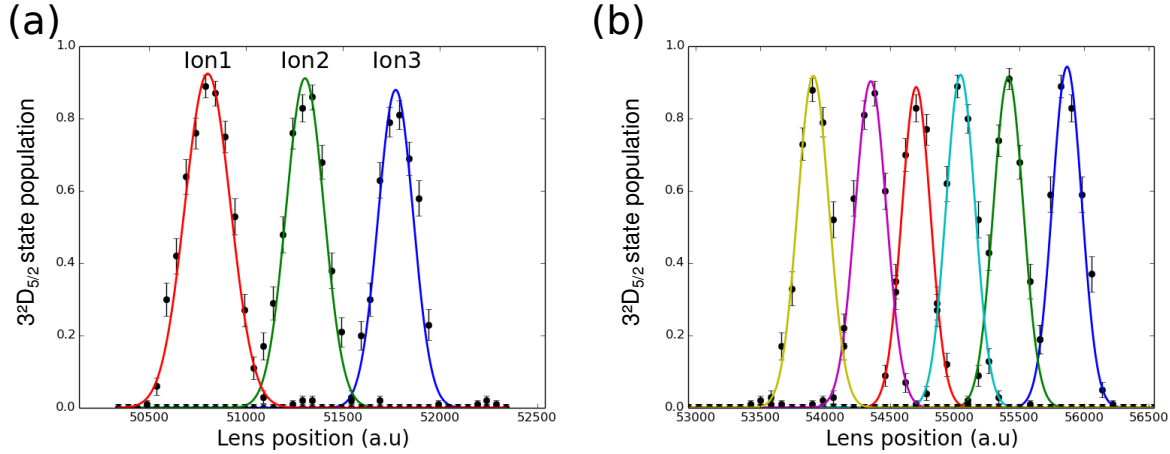 (a)
Ion1 Ion2 Ion3
1.0
0.8
0.6
0.4
0.2
0.0
3²D5/2 state population
50500 51000 51500 52000 52500
Lens position (a.u)
(b)
1.0
0.8
0.6
0.4
0.2
0.0
3²D5/2 state population
53000 53500 54000 54500 55000 55500 56000 56500
Lens position (a.u)